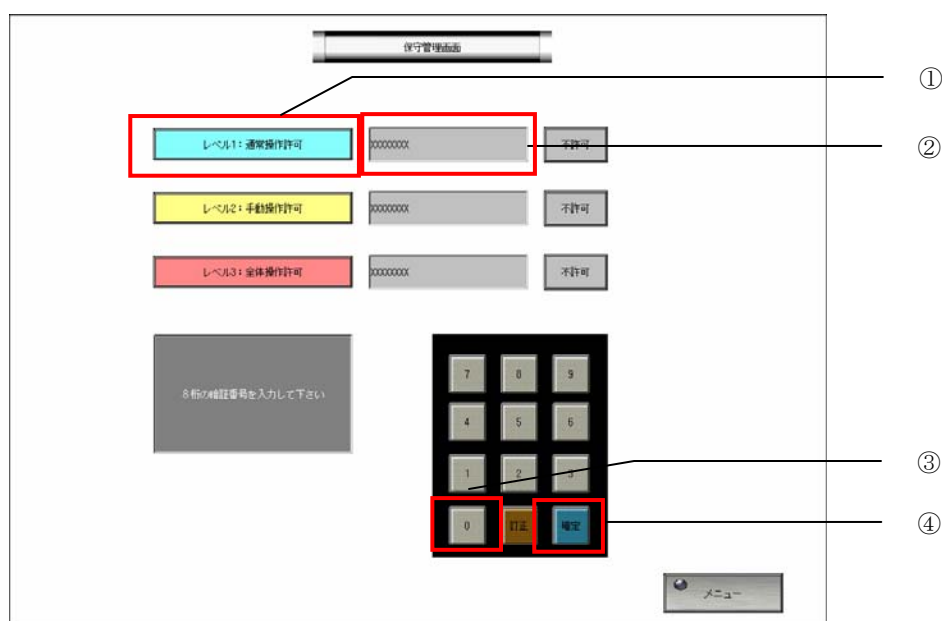 保守管理画面
①
レベル1：通常操作許可
XXXXXXXX
不許可
②
レベル2：手動操作許可
XXXXXXXX
不許可
レベル3：全体操作許可
XXXXXXXX
不許可
8桁の暗証番号を入力して下さい
7 8 9
4 5 6
1 2 3
③
0 訂正 確定
④
メニュー